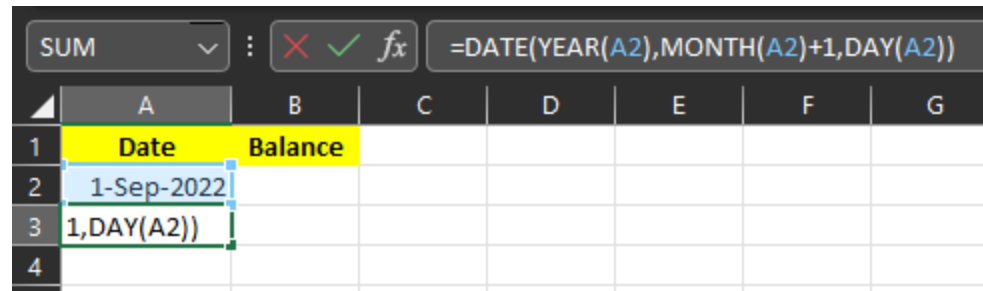 SUM fx =DATE(YEAR(A2),MONTH(A2)+1,DAY(A2))
A B C D E F G
1 Date Balance
2 1-Sep-2022
3 1,DAY(A2))
4